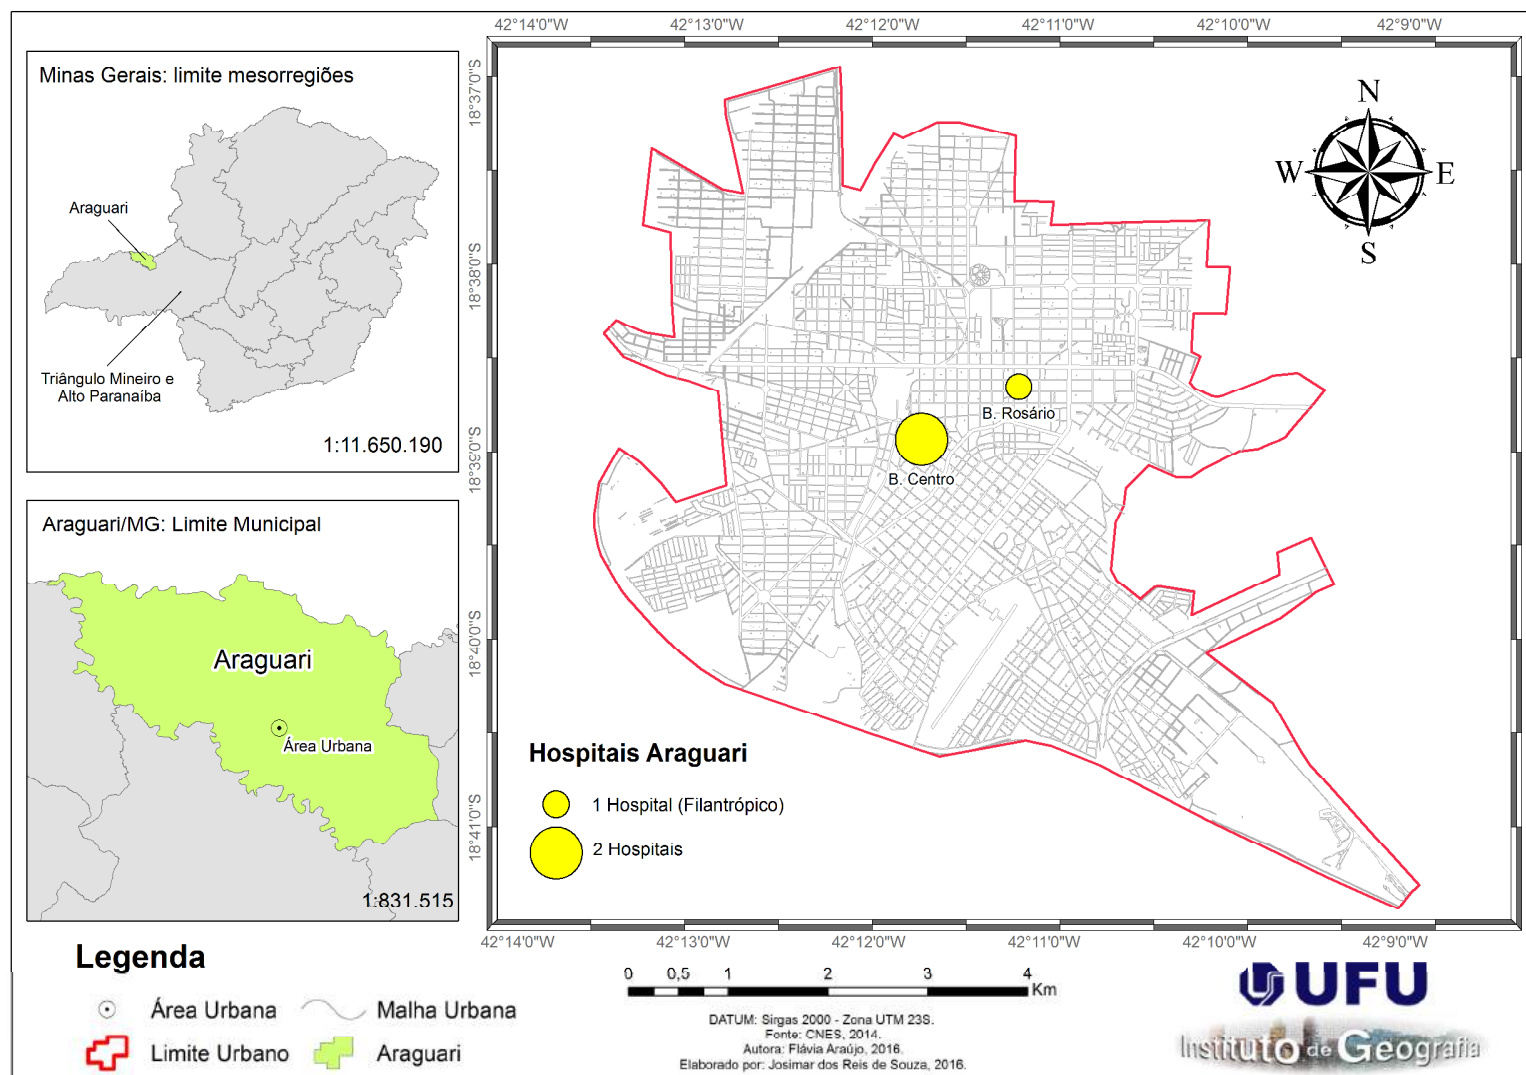 Minas Gerais: limite mesorregiões
Araguari
Triângulo Mineiro e
Alto Paranaíba
1:11.650.190
Araguari/MG: Limite Municipal
Araguari
Área Urbana
1:831.515
42°14'0"W
42°13'0"W
42°12'0"W
42°11'0"W
42°10'0"W
42°9'0"W
18°37'0"S
18°38'0"S
18°39'0"S
18°40'0"S
18°41'0"S
N
W
E
S
B. Rosário
B. Centro
Hospitais Araguari
1 Hospital (Filantrópico)
2 Hospitais
42°14'0"W
42°13'0"W
42°12'0"W
42°11'0"W
42°10'0"W
42°9'0"W
Legenda
Área Urbana
Malha Urbana
Limite Urbano
Araguari
0 0,5 1 2 3 4
Km
DATUM: Sirgas 2000 - Zona UTM 23S.
Fonte: CNES, 2014.
Autora: Flávia Araújo, 2016.
Elaborado por: Josimar dos Reis de Souza, 2016.
UFU
Instituto de Geografia